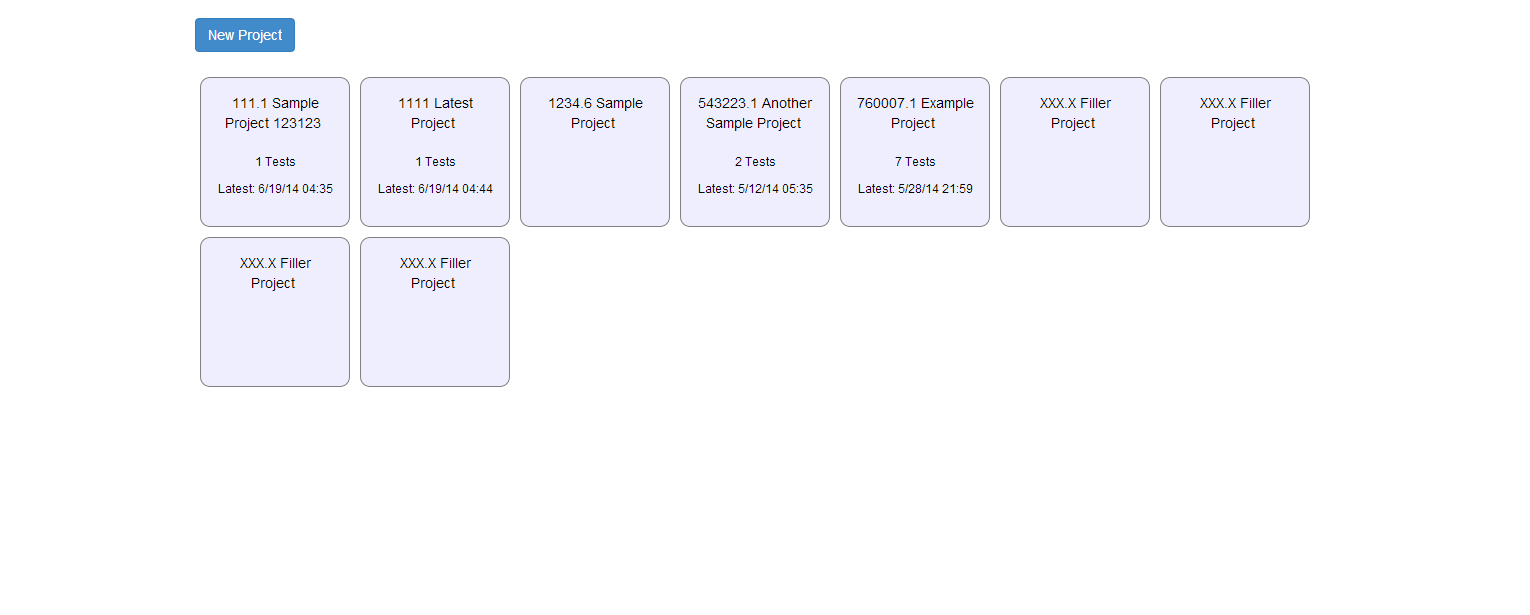 New Project
111.1 Sample
Project 123123
1 Tests
Latest: 6/19/14 04:35
1111 Latest
Project
1 Tests
Latest: 6/19/14 04:44
1234.6 Sample
Project
543223.1 Another
Sample Project
2 Tests
Latest: 5/12/14 05:35
760007.1 Example
Project
7 Tests
Latest: 5/28/14 21:59
XXX.X Filler
Project
XXX.X Filler
Project
XXX.X Filler
Project
XXX.X Filler
Project